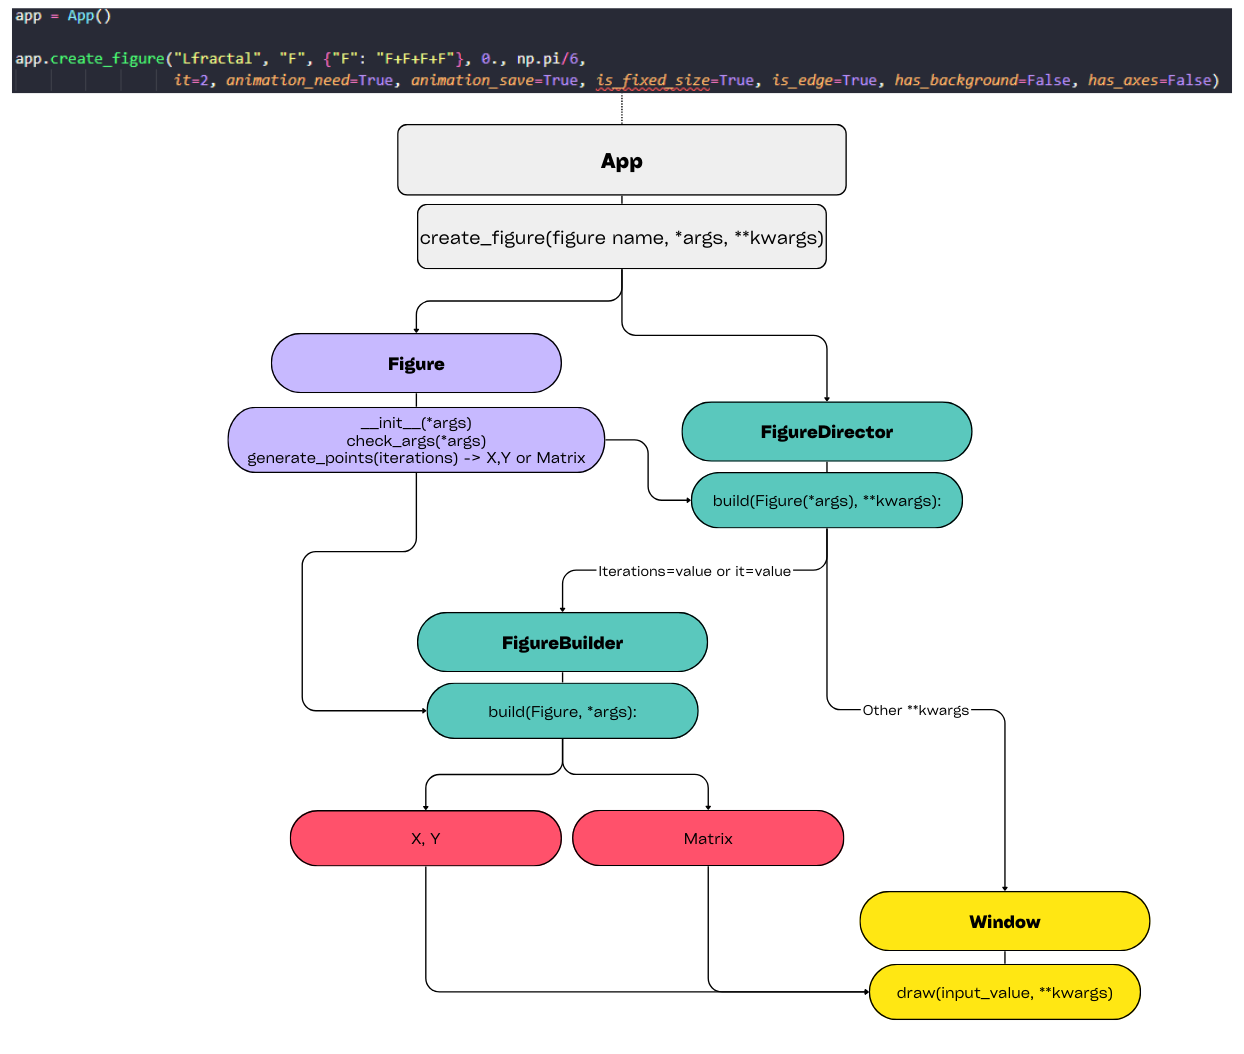 app = App()
app.create_figure("Lfractal", "F", {"F": "F+F+F+F"}, 0., np.pi/6,
it=2, animation_need=True, animation_save=True, is_fixed_size=True, is_edge=True, has_background=False, has_axes=False)
App
create_figure(figure name, *args, **kwargs)
Figure
__init__(*args)
check_args(*args)
generate_points(iterations) -> X,Y or Matrix
FigureDirector
build(Figure(*args), **kwargs):
Iterations=value or it=value
FigureBuilder
build(Figure, *args):
Other **kwargs
X, Y
Matrix
Window
draw(input_value, **kwargs)